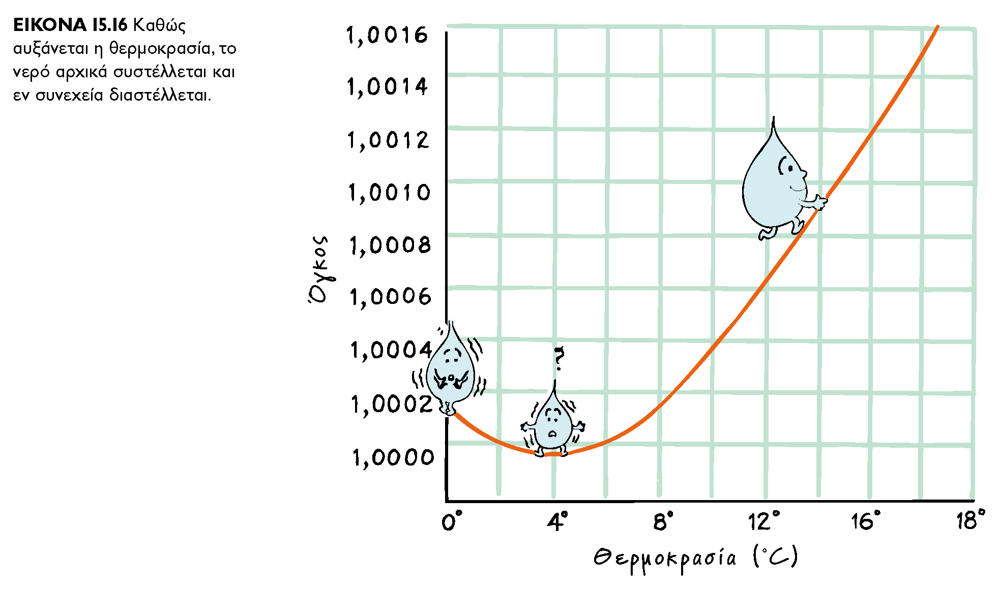 ΕΙΚΟΝΑ 15.16 Καθώς
αυξάνεται η θερμοκρασία, το
νερό αρχικά συστέλλεται και
εν συνεχεία διαστέλλεται.
1,0016
1,0014
1,0012
1,0010
1,0008
1,0006
1,0004
1,0002
1,0000
Όγκος
?
0° 4° 8° 12° 16° 18°
Θερμοκρασία (°C)